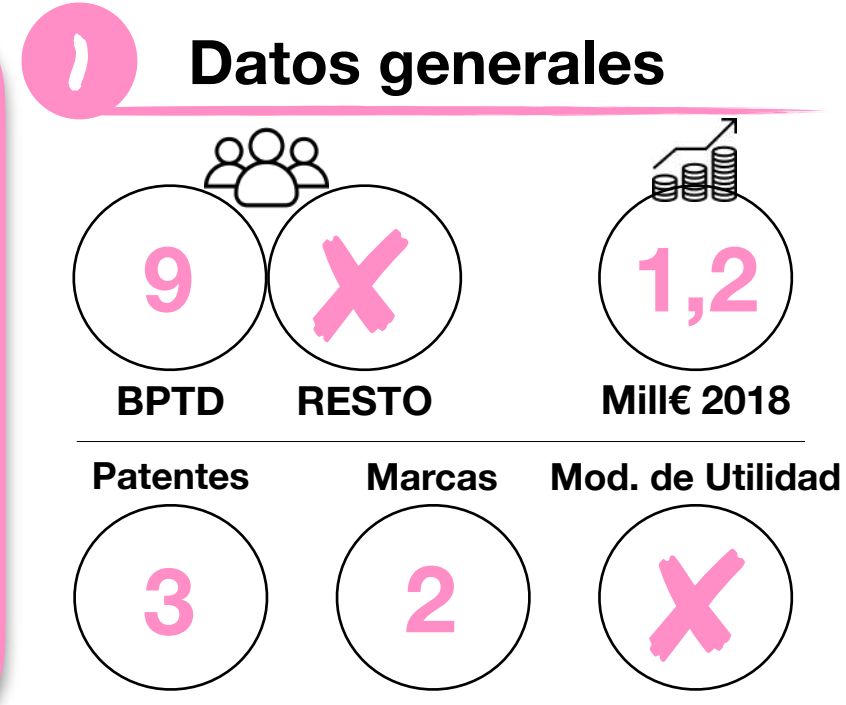 1
Datos generales
9
1,2
BPTD
RESTO
Mill€ 2018
Patentes
Marcas
Mod. de Utilidad
3
2